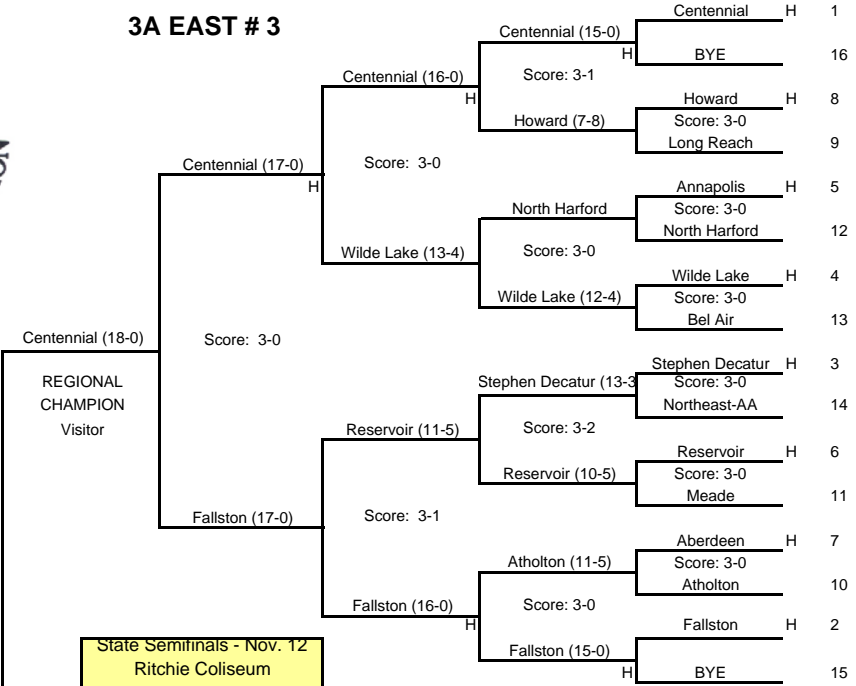 3A EAST # 3
Centennial H 1
Centennial (15-0)
H BYE 16
Score: 3-1
Centennial (16-0)
H
Howard H 8
Howard (7-8) Score: 3-0
Long Reach 9
Score: 3-0
Centennial (17-0)
H
Annapolis H 5
North Harford Score: 3-0
North Harford 12
Wilde Lake (13-4) Score: 3-0
Wilde Lake H 4
Wilde Lake (12-4) Score: 3-0
Bel Air 13
Centennial (18-0) Score: 3-0
REGIONAL
CHAMPION
Visitor
Stephen Decatur H 3
Stephen Decatur (13-3 Score: 3-0
Northeast-AA 14
Reservoir (11-5) Score: 3-2
Reservoir H 6
Reservoir (10-5) Score: 3-0
Meade 11
Fallston (17-0) Score: 3-1
Aberdeen H 7
Atholton (11-5) Score: 3-0
Atholton 10
Fallston (16-0) Score: 3-0
H
Fallston H 2
Fallston (15-0)
H BYE 15
State Semifinals - Nov. 12
Ritchie Coliseum